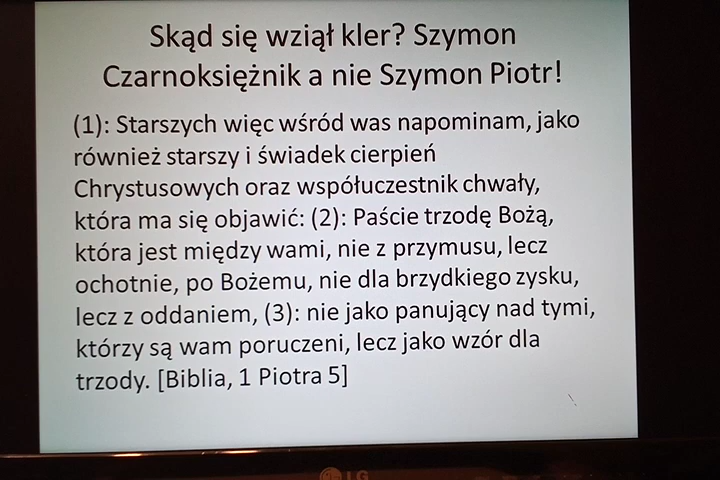 Skąd się wziął kler? Szymon
Czarnoksiężnik a nie Szymon Piotr!
(1): Starszych więc wśród was napominam, jako
również starszy i świadek cierpień
Chrystusowych oraz współuczestnik chwały,
która ma się objawić: (2): Paście trzodę Bożą,
która jest między wami, nie z przymusu, lecz
ochotnie, po Bożemu, nie dla brzydkiego zysku,
lecz z oddaniem, (3): nie jako panujący nad tymi,
którzy są wam poruczeni, lecz jako wzór dla
trzody. [Biblia, 1 Piotra 5]
LG